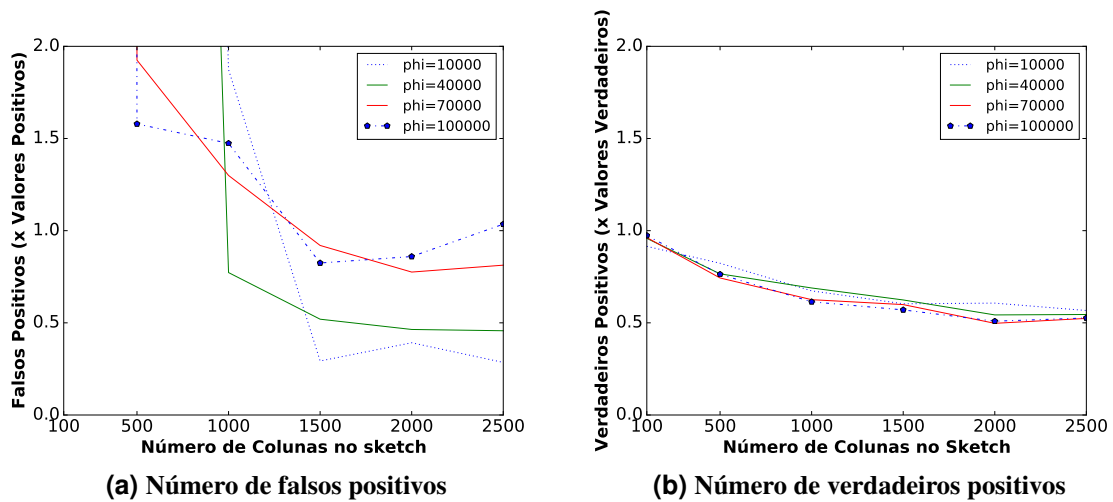 2.0
1.5
1.0
0.5
0.0
100
500
1000
1500
2000
2500
Número de Colunas no sketch
Falsos Positivos (x Valores Positivos)
phi=10000
phi=40000
phi=70000
phi=100000
(a) Número de falsos positivos
2.0
1.5
1.0
0.5
0.0
100
500
1000
1500
2000
2500
Número de Colunas no Sketch
Verdadeiros Positivos (x Valores Verdadeiros)
phi=10000
phi=40000
phi=70000
phi=100000
(b) Número de verdadeiros positivos